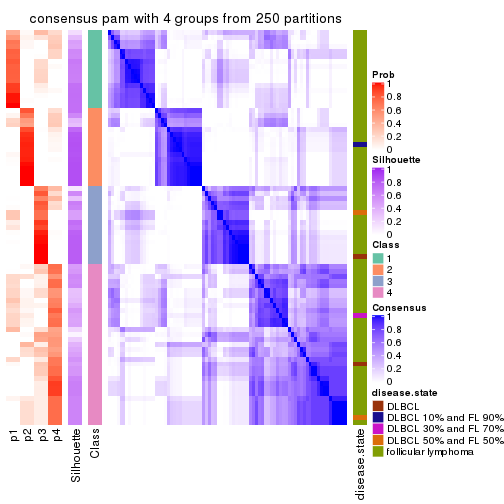 consensus pam with 4 groups from 250 partitions
p1
p2
p3
p4
Silhouette
Class
disease.state
Prob
1
0.8
0.6
0.4
0.2
0
Silhouette
1
0.8
0.6
0.4
0.2
0
Class
1
2
3
4
Consensus
1
0.8
0.6
0.4
0.2
0
disease.state
DLBCL
DLBCL 10% and FL 90%
DLBCL 30% and FL 70%
DLBCL 50% and FL 50%
follicular lymphoma